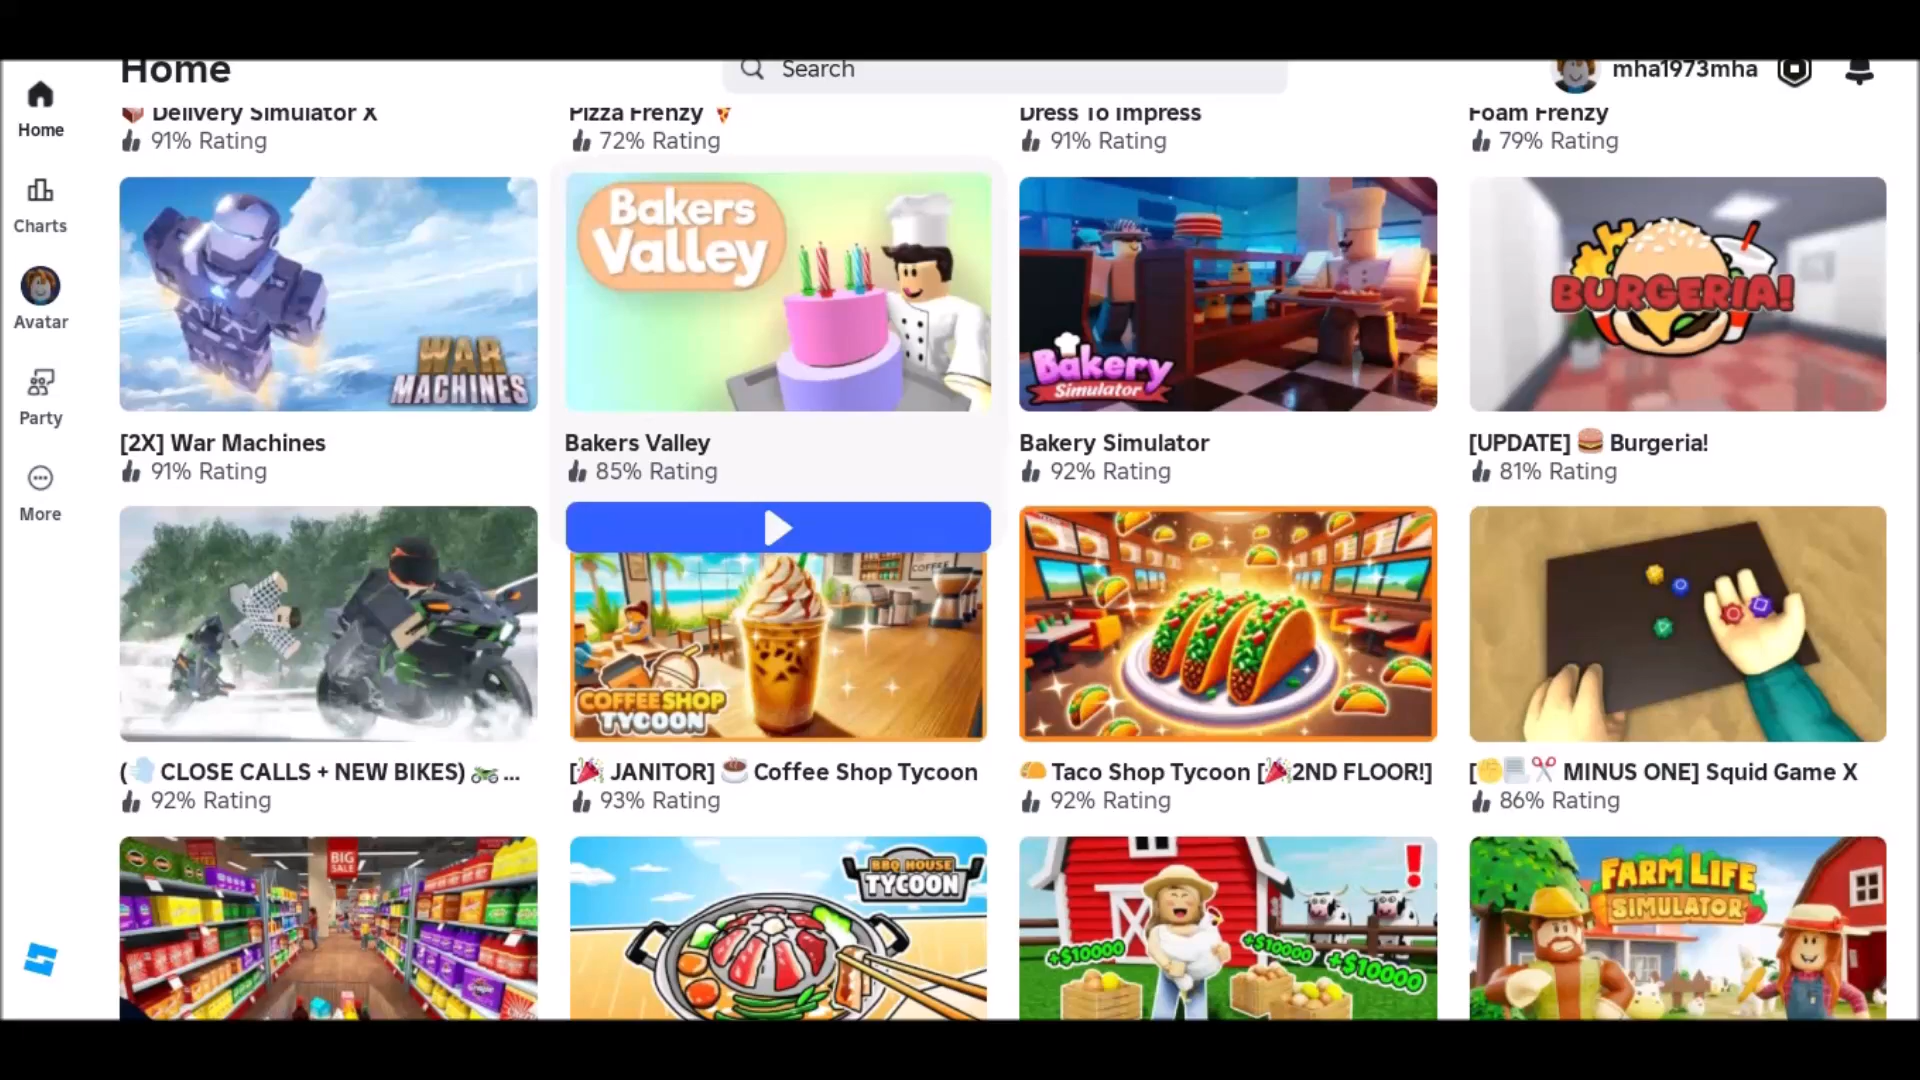 Home
Search
mha1973mha
Home
Charts
Avatar
Party
More
Delivery Simulator X
91% Rating
Pizza Frenzy
72% Rating
Dress To Impress
91% Rating
Foam Frenzy
79% Rating
WAR MACHINES
[2X] War Machines
91% Rating
Bakers
Valley
Bakers Valley
85% Rating
Bakery
Simulator
Bakery Simulator
92% Rating
BURGERIA!
[UPDATE] 🍔 Burgeria!
81% Rating
(💨 CLOSE CALLS + NEW BIKES) 🏍️ ...
92% Rating
COFFEE
COFFEE SHOP
TYCOON
[🎉 JANITOR] ☕ Coffee Shop Tycoon
93% Rating
🌮 Taco Shop Tycoon [🎉2ND FLOOR!]
92% Rating
[✊📃✂️ MINUS ONE] Squid Game X
86% Rating
BIG
SALE
BBQ HOUSE
TYCOON
+$10000
+$10000
+$10000
FARM LIFE
SIMULATOR